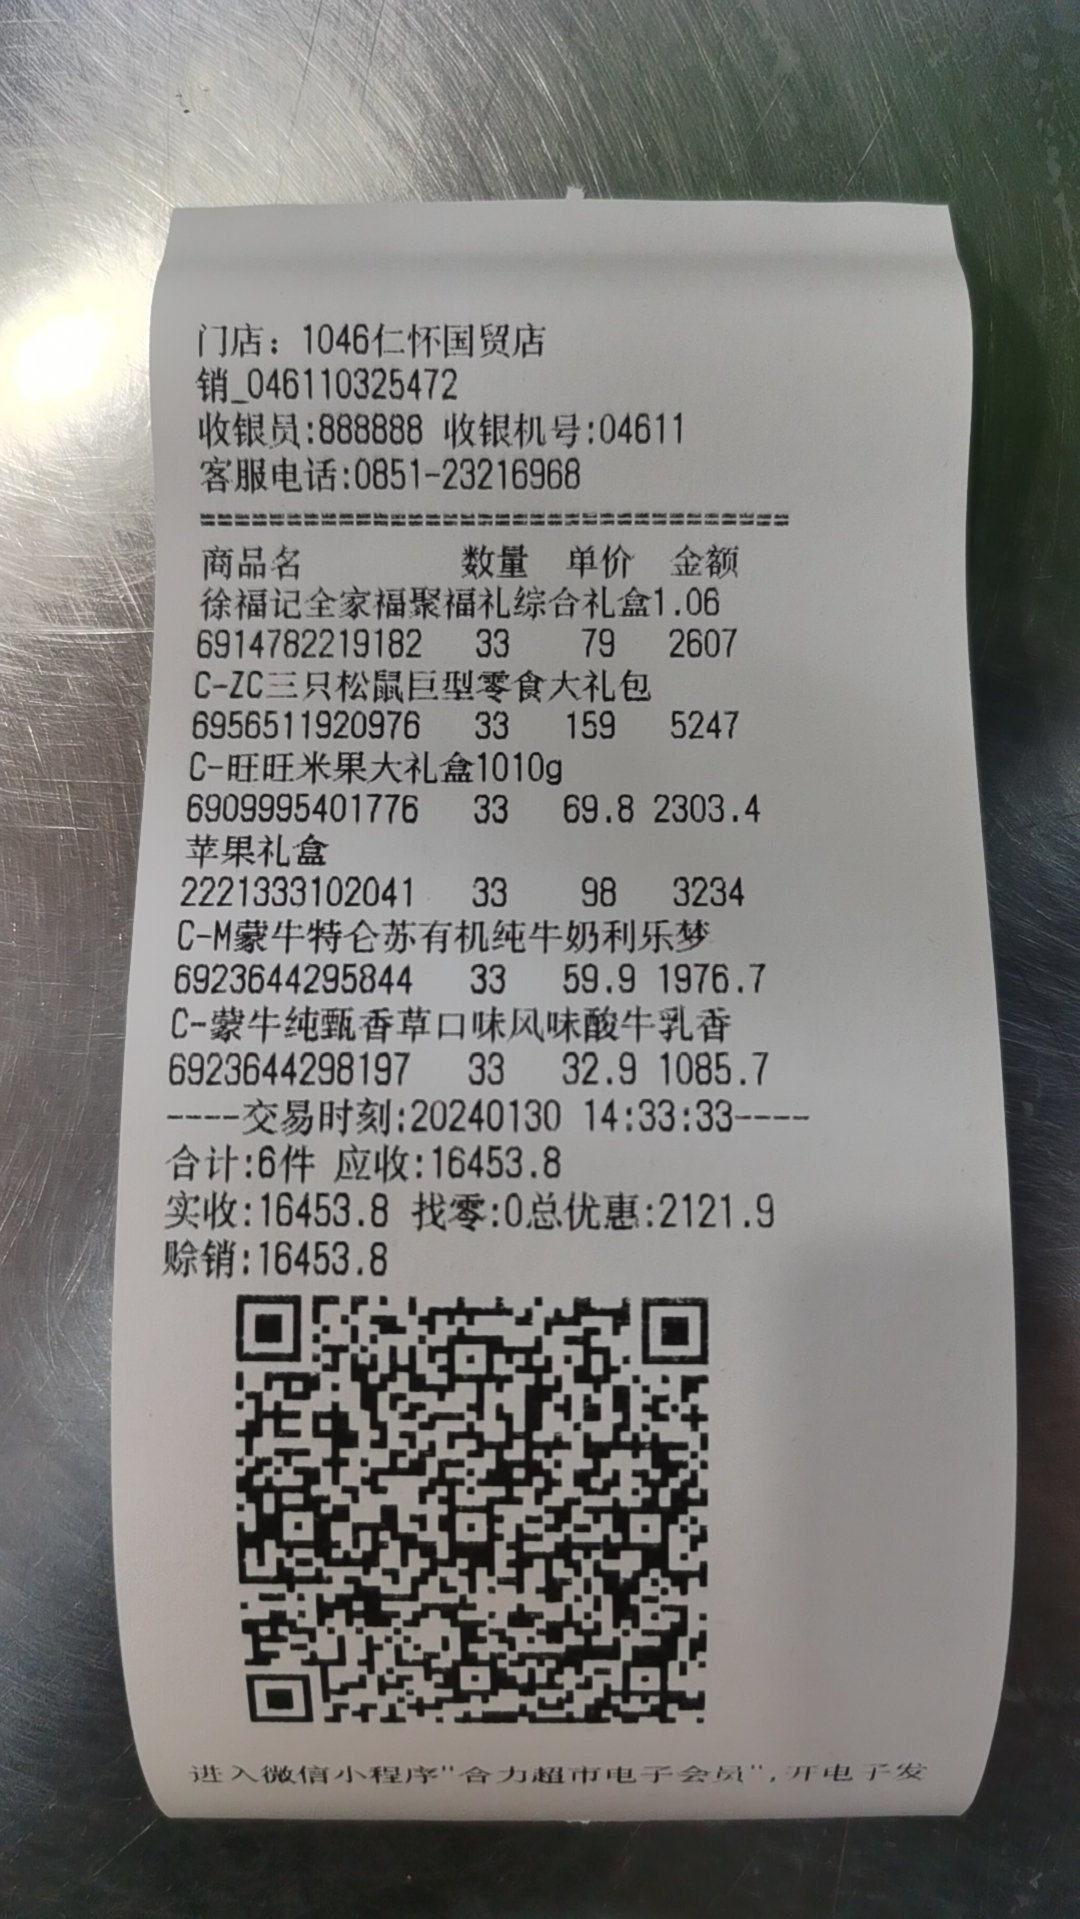 门店：1046仁怀国贸店
销_046110325472
收银员:888888 收银机号:04611
客服电话:0851-23216968
==================================
商品名 数量 单价 金额
徐福记全家福聚福礼综合礼盒1.06
6914782219182 33 79 2607
C-ZC三只松鼠巨型零食大礼包
6956511920976 33 159 5247
C-旺旺米果大礼盒1010g
6909995401776 33 69.8 2303.4
苹果礼盒
2221333102041 33 98 3234
C-M蒙牛特仑苏有机纯牛奶利乐梦
6923644295844 33 59.9 1976.7
C-蒙牛纯甄香草口味风味酸牛乳香
6923644298197 33 32.9 1085.7
----交易时刻:20240130 14:33:33----
合计:6件 应收:16453.8
实收:16453.8 找零:0总优惠:2121.9
赊销:16453.8
进入微信小程序"合力超市电子会员",开电子发